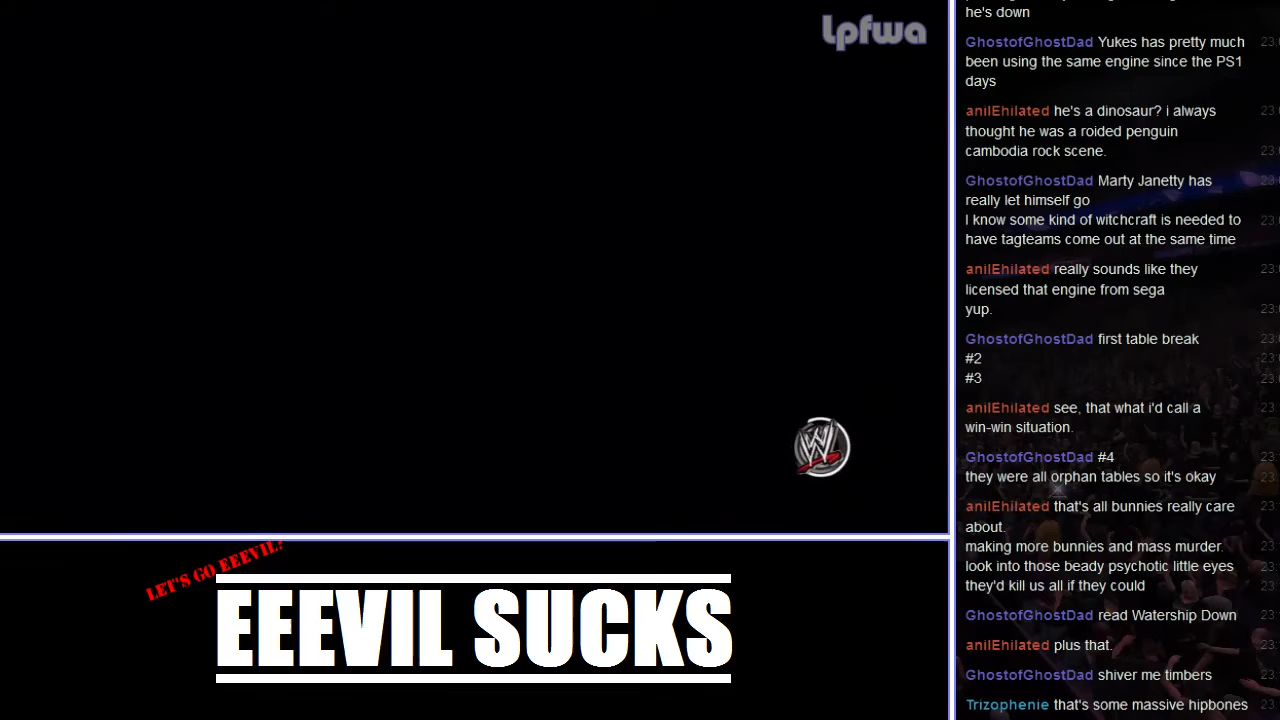 lpfwa
W
LET'S GO EEEVIL!
EEEVIL SUCKS
he's down
GhostofGhostDad Yukes has pretty much
been using the same engine since the PS1
days
anilEhilated he's a dinosaur? i always
thought he was a roided penguin
cambodia rock scene.
GhostofGhostDad Marty Janetty has
really let himself go
I know some kind of witchcraft is needed to
have tagteams come out at the same time
anilEhilated really sounds like they
licensed that engine from sega
yup.
GhostofGhostDad first table break
#2
#3
anilEhilated see, that what i'd call a
win-win situation.
GhostofGhostDad #4
they were all orphan tables so it's okay
anilEhilated that's all bunnies really care
about.
making more bunnies and mass murder.
look into those beady psychotic little eyes
they'd kill us all if they could
GhostofGhostDad read Watership Down
anilEhilated plus that.
GhostofGhostDad shiver me timbers
Trizophenie that's some massive hipbones